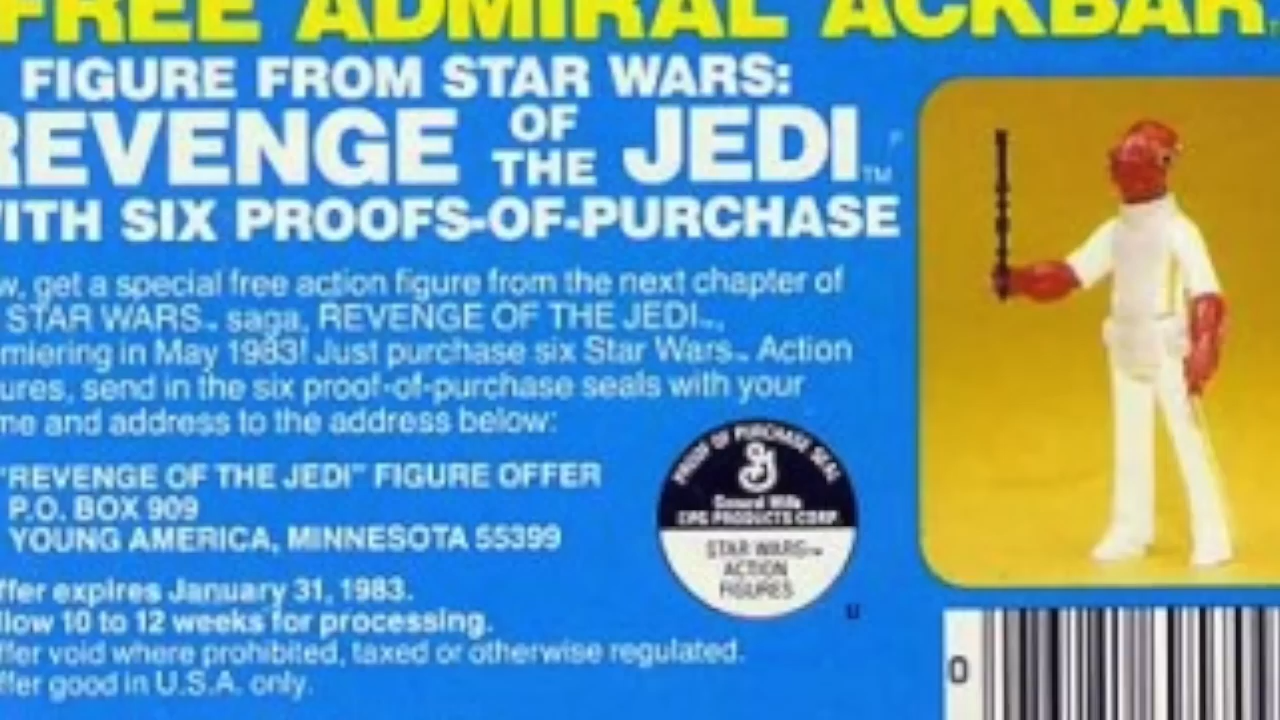 FREE ADMIRAL ACKBAR
FIGURE FROM STAR WARS:
REVENGE OF THE JEDI™
WITH SIX PROOFS-OF-PURCHASE
w, get a special free action figure from the next chapter of
STAR WARS™ saga, REVENGE OF THE JEDI™,
miering in May 1983! Just purchase six Star Wars™ Action
ures, send in the six proof-of-purchase seals with your
me and address to the address below:
"REVENGE OF THE JEDI" FIGURE OFFER
P.O. BOX 909
YOUNG AMERICA, MINNESOTA 55399
ffer expires January 31, 1983.
llow 10 to 12 weeks for processing.
ffer void where prohibited, taxed or otherwise regulated.
ffer good in U.S.A. only.
PROOF OF PURCHASE SEAL
General Mills
CPG PRODUCTS CORP.
STAR WARS™
ACTION
FIGURES
U
0